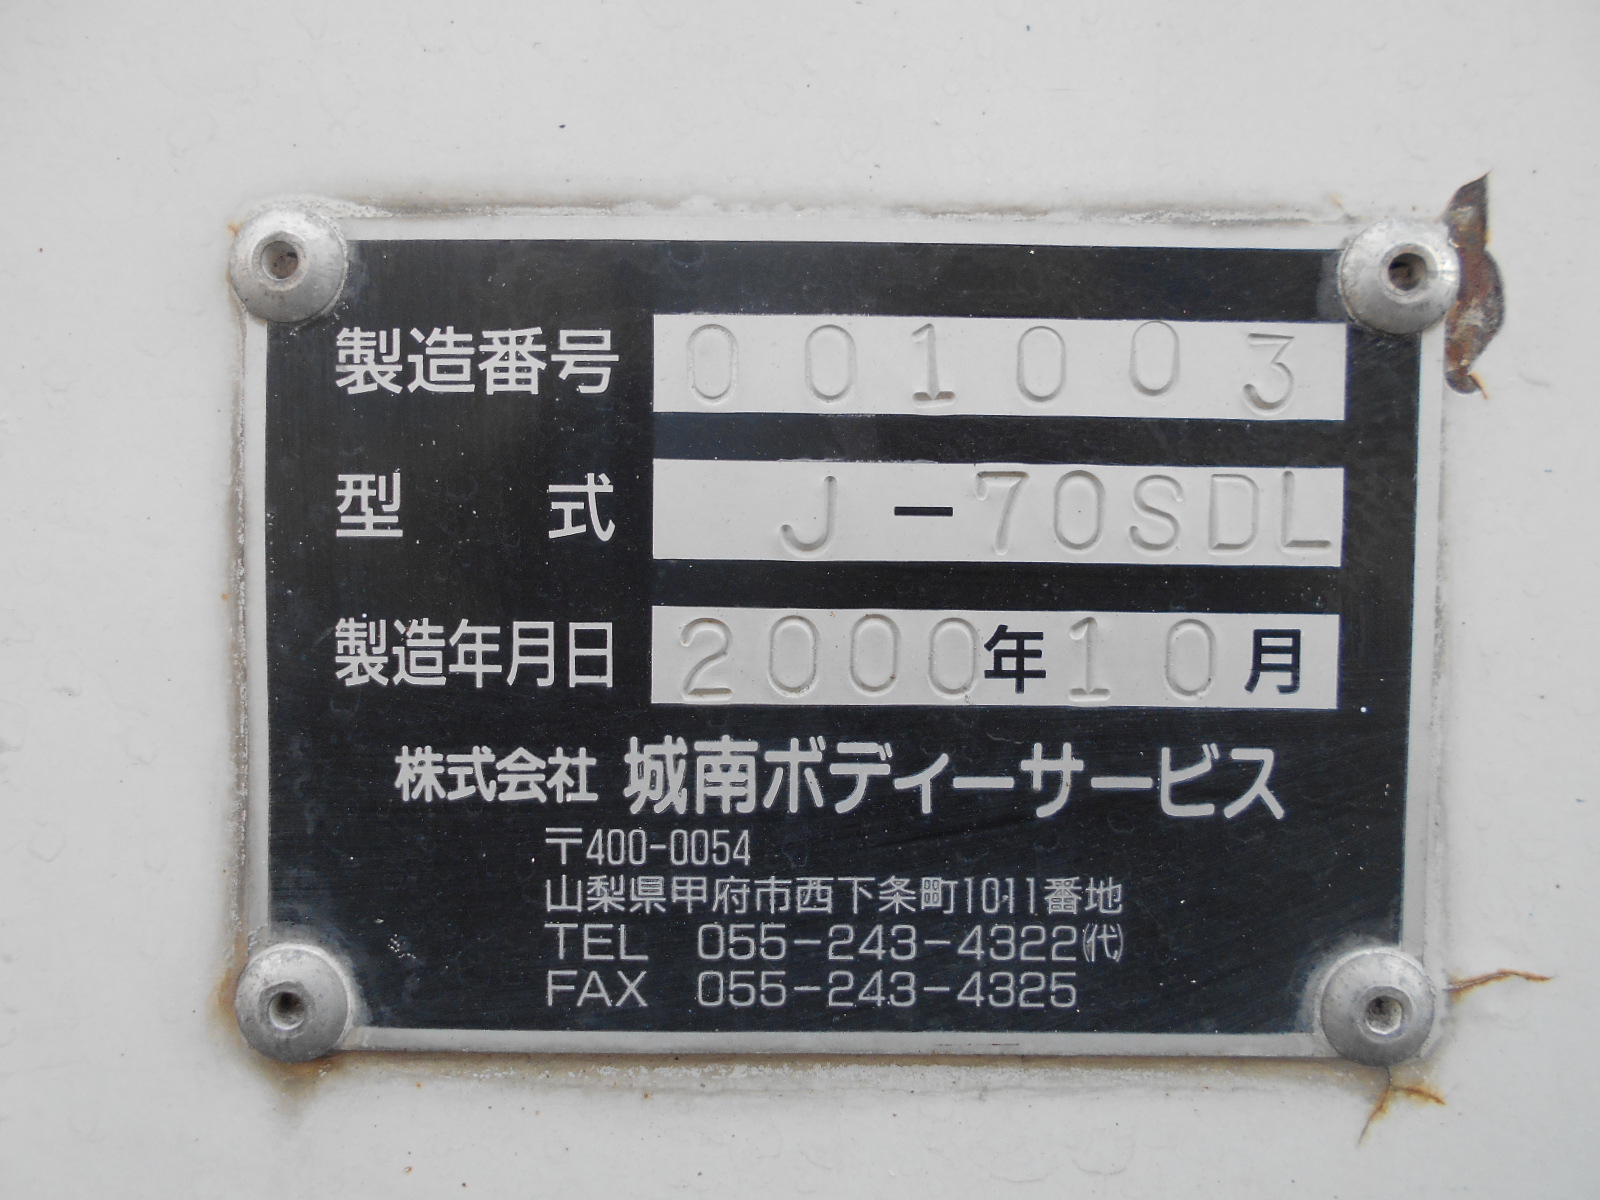 製造番号 001003
型式 J-70SDL
製造年月日 2000年10月
株式会社 城南ボディーサービス
〒400-0054
山梨県甲府市西下条町1011番地
TEL 055-243-4322㈹
FAX 055-243-4325